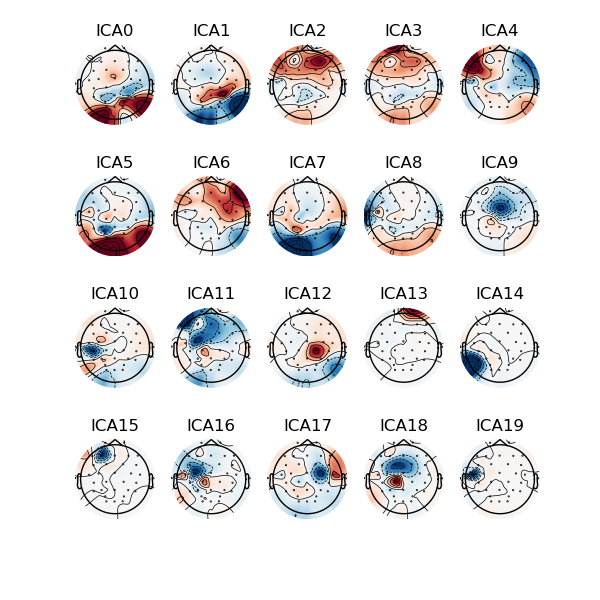 ICA0 ICA1 ICA2 ICA3 ICA4
ICA5 ICA6 ICA7 ICA8 ICA9
ICA10 ICA11 ICA12 ICA13 ICA14
ICA15 ICA16 ICA17 ICA18 ICA19